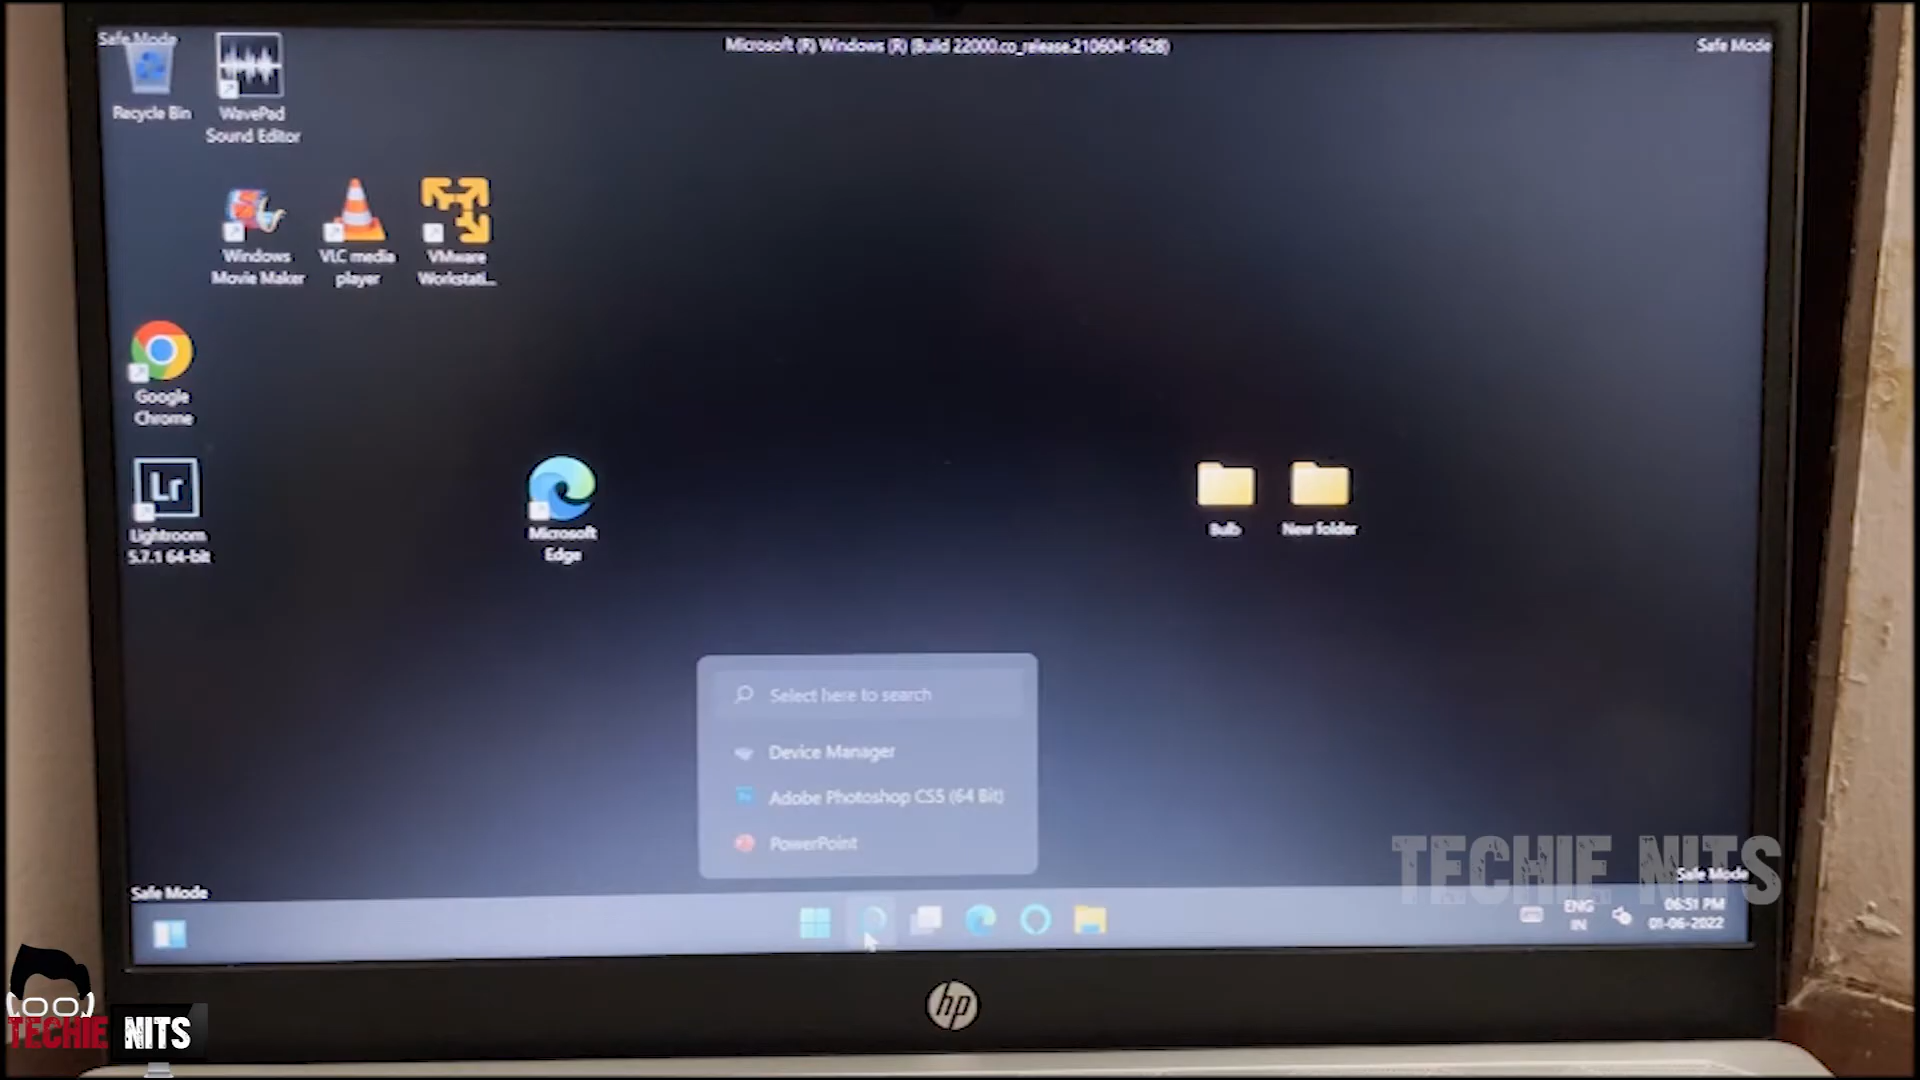 Safe Mode
Microsoft (R) Windows (R) (Build 22000.co_release.210604-1628)
Safe Mode
Recycle Bin
WavePad
Sound Editor
Windows
Movie Maker
VLC media
player
VMware
Workstati...
Google
Chrome
Lr
Lightroom
5.7.1 64-bit
Microsoft
Edge
Bulb
New folder
Select here to search
Device Manager
Adobe Photoshop CS5 (64 Bit)
PowerPoint
TECHIE NITS
Safe Mode
Safe Mode
ENG
IN
06:51 PM
01-06-2022
hp
TECHIE NITS